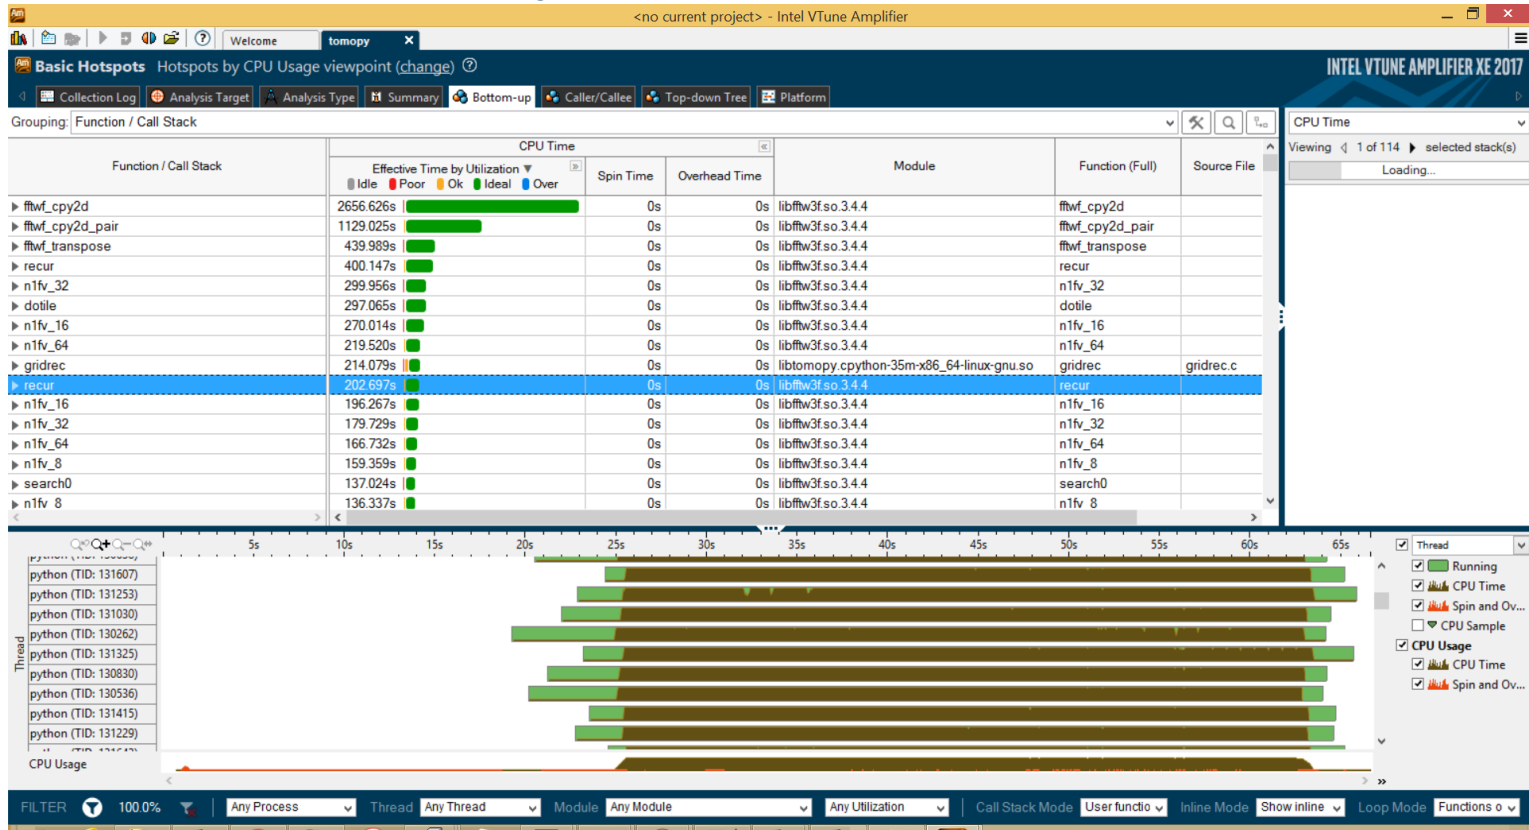 <no current project> - Intel VTune Amplifier
Welcome tomopy
Basic Hotspots Hotspots by CPU Usage viewpoint (change)
INTEL VTUNE AMPLIFIER XE 2017
Collection Log Analysis Target Analysis Type Summary Bottom-up Caller/Callee Top-down Tree Platform
Grouping: Function / Call Stack
CPU Time
Viewing 1 of 114 selected stack(s)
Loading...
CPU Time
Function / Call Stack Effective Time by Utilization Spin Time Overhead Time Module Function (Full) Source File
Idle Poor Ok Ideal Over
fftwf_cpy2d 2656.626s 0s 0s libfftw3f.so.3.4.4 fftwf_cpy2d
fftwf_cpy2d_pair 1129.025s 0s 0s libfftw3f.so.3.4.4 fftwf_cpy2d_pair
fftwf_transpose 439.989s 0s 0s libfftw3f.so.3.4.4 fftwf_transpose
recur 400.147s 0s 0s libfftw3f.so.3.4.4 recur
n1fv_32 299.956s 0s 0s libfftw3f.so.3.4.4 n1fv_32
dotile 297.065s 0s 0s libfftw3f.so.3.4.4 dotile
n1fv_16 270.014s 0s 0s libfftw3f.so.3.4.4 n1fv_16
n1fv_64 219.520s 0s 0s libfftw3f.so.3.4.4 n1fv_64
gridrec 214.079s 0s 0s libtomopy.cpython-35m-x86_64-linux-gnu.so gridrec gridrec.c
recur 202.697s 0s 0s libfftw3f.so.3.4.4 recur
n1fv_16 196.267s 0s 0s libfftw3f.so.3.4.4 n1fv_16
n1fv_32 179.729s 0s 0s libfftw3f.so.3.4.4 n1fv_32
n1fv_64 166.732s 0s 0s libfftw3f.so.3.4.4 n1fv_64
n1fv_8 159.359s 0s 0s libfftw3f.so.3.4.4 n1fv_8
search0 137.024s 0s 0s libfftw3f.so.3.4.4 search0
n1fv_8 136.337s 0s 0s libfftw3f.so.3.4.4 n1fv_8
5s 10s 15s 20s 25s 30s 35s 40s 45s 50s 55s 60s 65s
Thread
python (TID: 131607)
python (TID: 131253)
python (TID: 131030)
python (TID: 130262)
python (TID: 131325)
python (TID: 130830)
python (TID: 130536)
python (TID: 131415)
python (TID: 131229)
CPU Usage
Thread
Running
CPU Time
Spin and Ov...
CPU Sample
CPU Usage
CPU Time
Spin and Ov...
FILTER 100.0% Any Process Thread Any Thread Module Any Module Any Utilization Call Stack Mode User functio Inline Mode Show inline Loop Mode Functions o